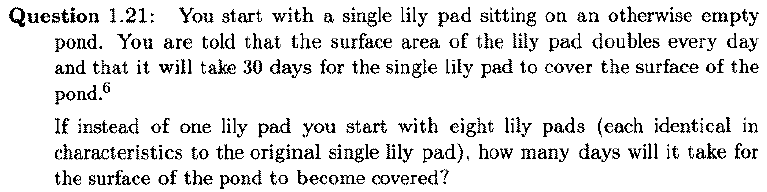 Question 1.21: You start with a single lily pad sitting on an otherwise empty
pond. You are told that the surface area of the lily pad doubles every day
and that it will take 30 days for the single lily pad to cover the surface of the
pond.⁶
If instead of one lily pad you start with eight lily pads (each identical in
characteristics to the original single lily pad), how many days will it take for
the surface of the pond to become covered?